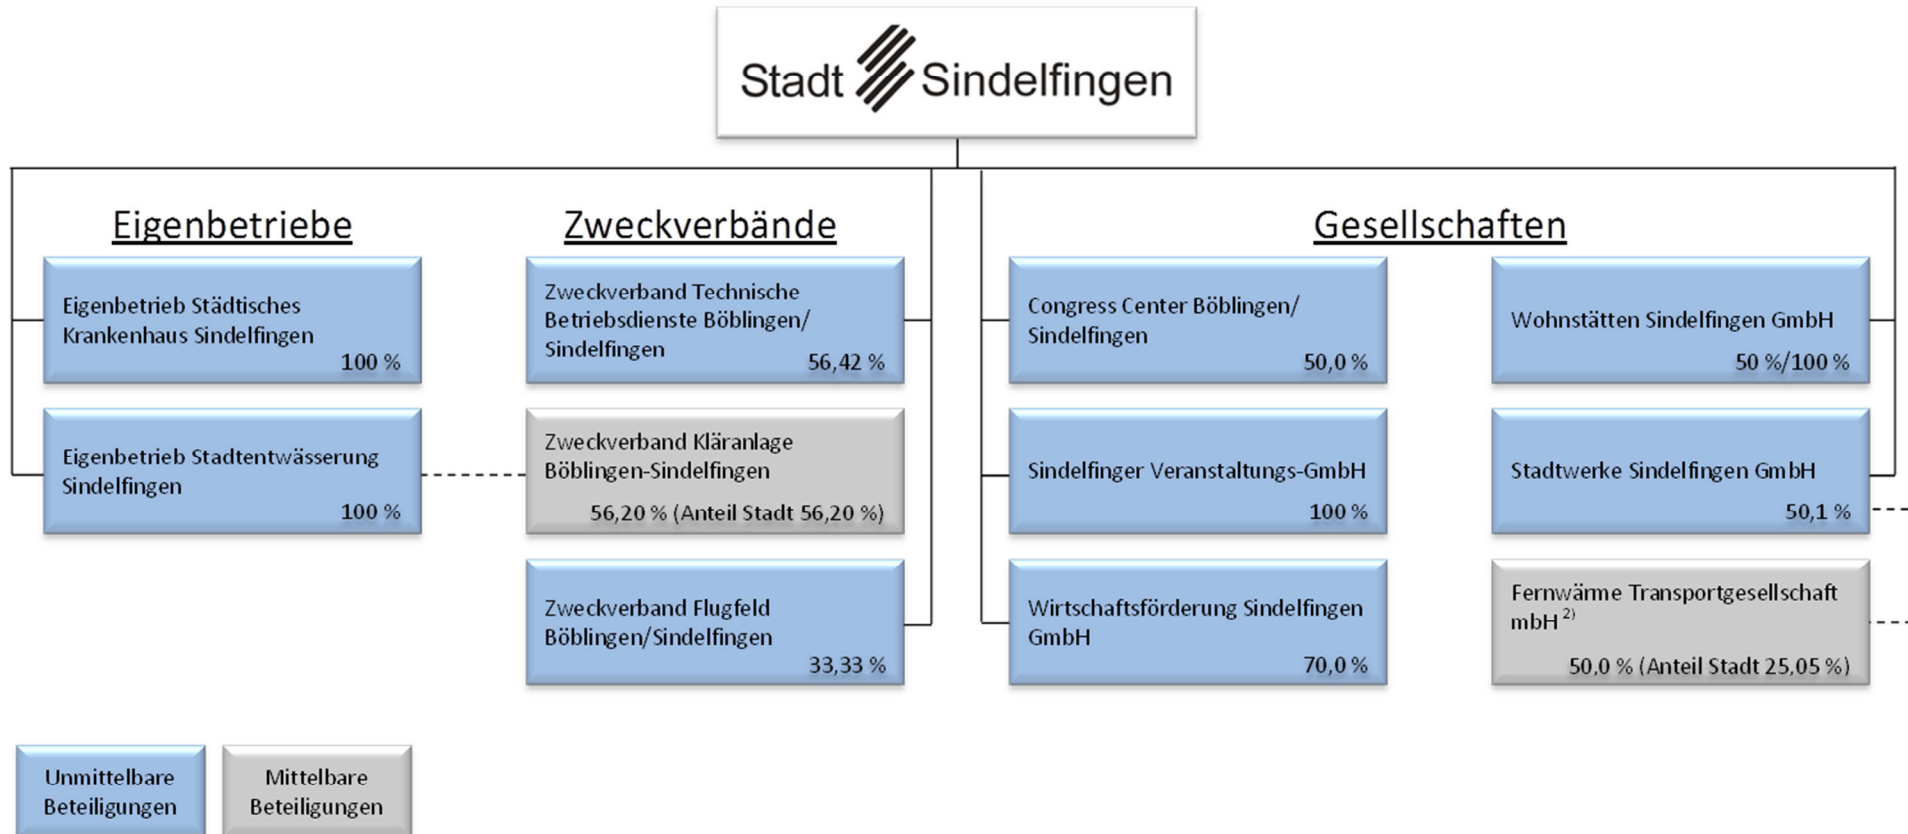 Stadt Sindelfingen
Eigenbetriebe
Eigenbetrieb Städtisches
Krankenhaus Sindelfingen
100 %
Eigenbetrieb Stadtentwässerung
Sindelfingen
100 %
Zweckverbände
Zweckverband Technische
Betriebsdienste Böblingen/
Sindelfingen
56,42 %
Zweckverband Kläranlage
Böblingen-Sindelfingen
56,20 % (Anteil Stadt 56,20 %)
Zweckverband Flugfeld
Böblingen/Sindelfingen
33,33 %
Gesellschaften
Congress Center Böblingen/
Sindelfingen
50,0 %
Sindelfinger Veranstaltungs-GmbH
100 %
Wirtschaftsförderung Sindelfingen
GmbH
70,0 %
Wohnstätten Sindelfingen GmbH
50 %/100 %
Stadtwerke Sindelfingen GmbH
50,1 %
Fernwärme Transportgesellschaft
mbH 2)
50,0 % (Anteil Stadt 25,05 %)
Unmittelbare
Beteiligungen
Mittelbare
Beteiligungen